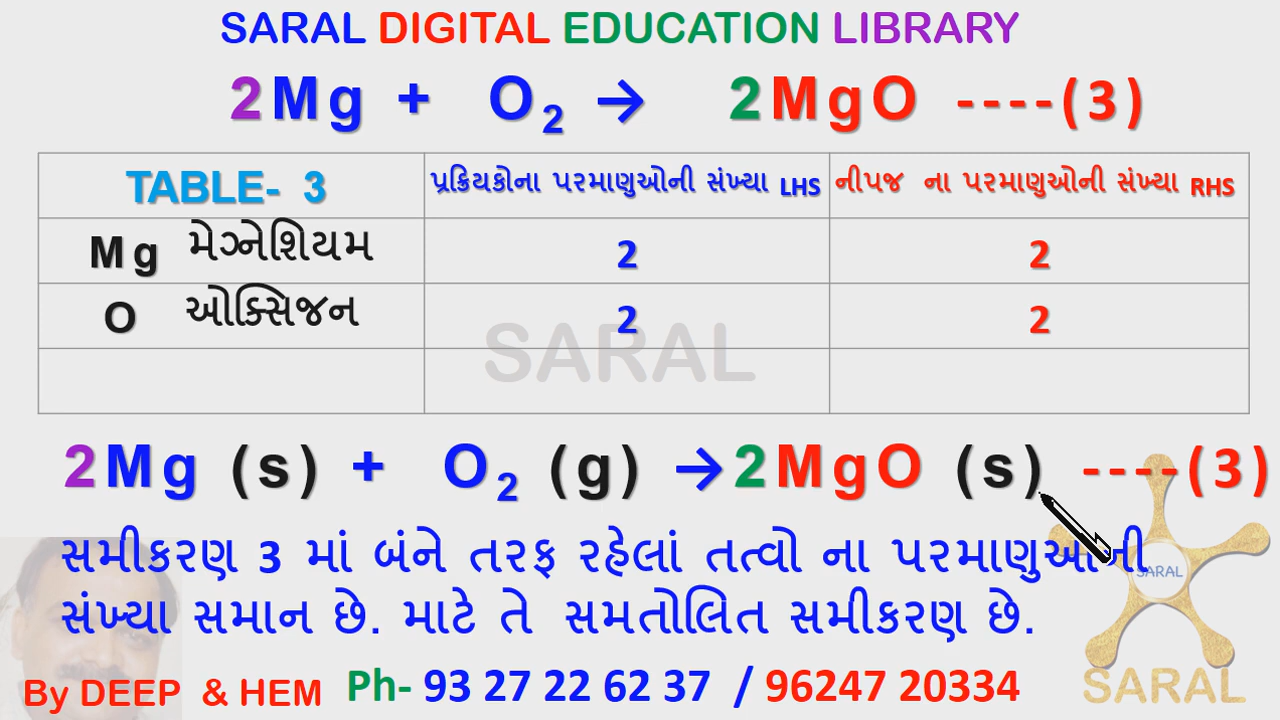 SARAL DIGITAL EDUCATION LIBRARY
2Mg + O₂ → 2MgO ----(3)
TABLE- 3 પ્રક્રિયકોના પરમાણુઓની સંખ્યા LHS નીપજ ના પરમાણુઓની સંખ્યા RHS
Mg મેગ્નેશિયમ 2 2
O ઓક્સિજન 2 2
SARAL
2Mg (s) + O₂ (g) →2MgO (s) ----(3)
સમીકરણ 3 માં બંને તરફ રહેલાં તત્વો ના પરમાણુઓની
સંખ્યા સમાન છે. માટે તે સમતોલિત સમીકરણ છે.
SARAL
SARAL
By DEEP & HEM Ph- 93 27 22 62 37 / 96247 20334